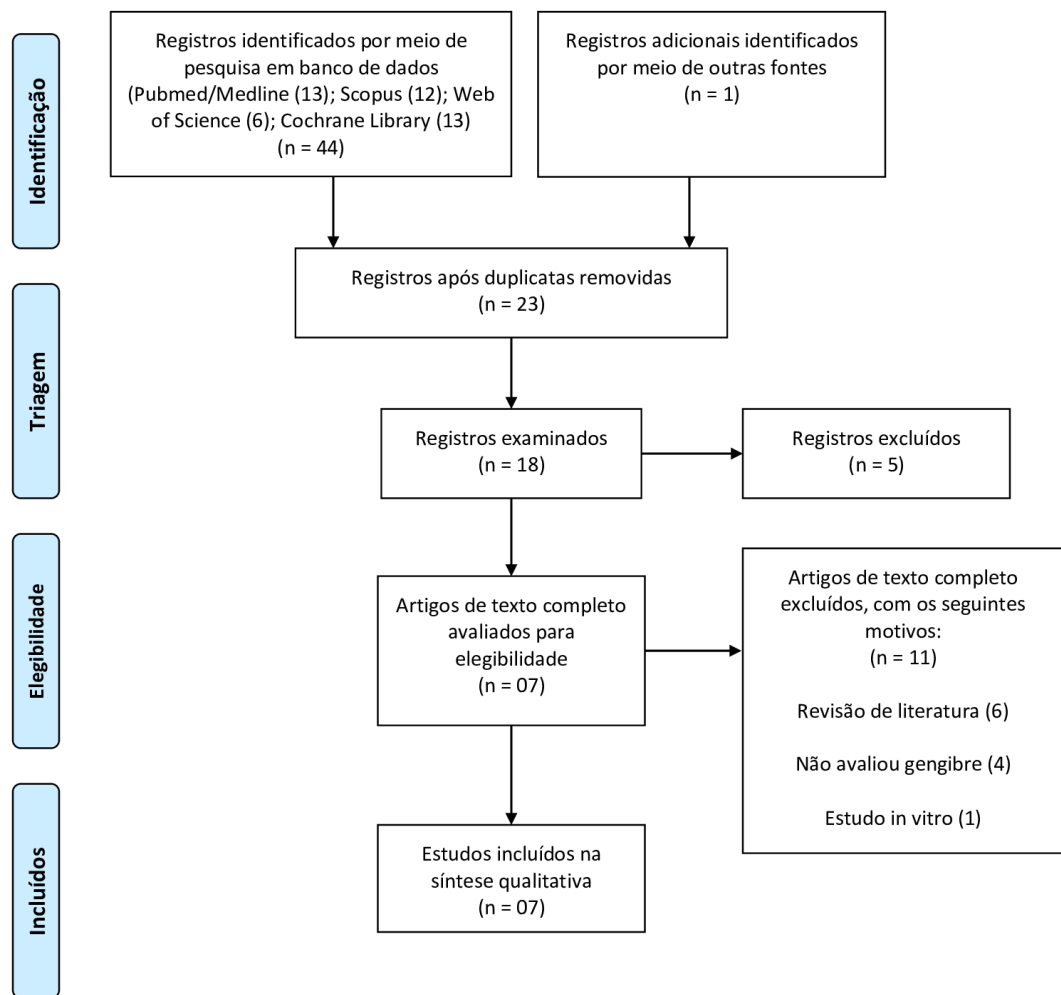 Identificação
Registros identificados por meio de
pesquisa em banco de dados
(Pubmed/Medline (13); Scopus (12); Web
of Science (6); Cochrane Library (13)
(n = 44)
Registros adicionais identificados
por meio de outras fontes
(n = 1)
Triagem
Registros após duplicatas removidas
(n = 23)
Registros examinados
(n = 18)
Registros excluídos
(n = 5)
Elegibilidade
Artigos de texto completo
avaliados para
elegibilidade
(n = 07)
Artigos de texto completo
excluídos, com os seguintes
motivos:
(n = 11)
Revisão de literatura (6)
Não avaliou gengibre (4)
Estudo in vitro (1)
Incluídos
Estudos incluídos na
síntese qualitativa
(n = 07)